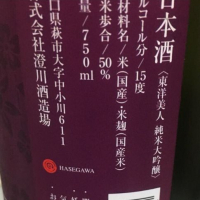 日本酒
〈東洋美人 純米大吟醸〉
ルコール分/15度
材料名/米(国産)・米麹(国産米)
米歩合/50%
量/750ml
口県萩市大字中小川611
式会社澄川酒造場
HASEGAWA